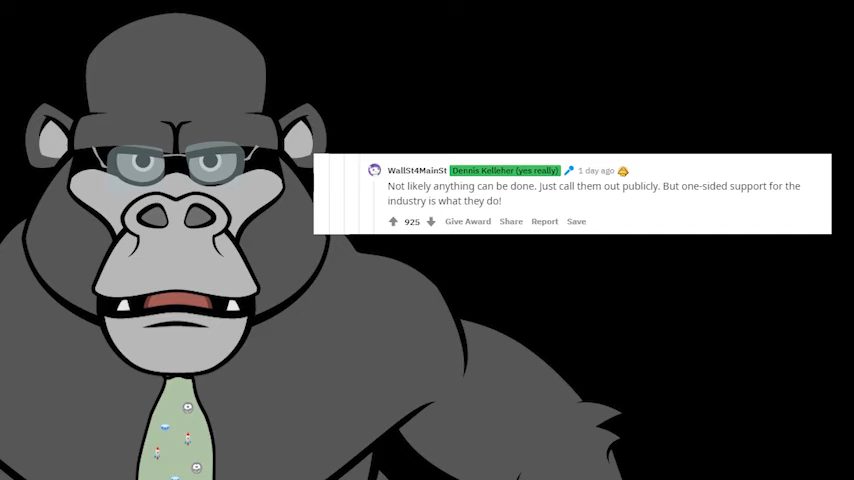 WallSt4MainSt Dennis Kelleher (yes really) 1 day ago
Not likely anything can be done. Just call them out publicly. But one-sided support for the
industry is what they do!
925 Give Award Share Report Save